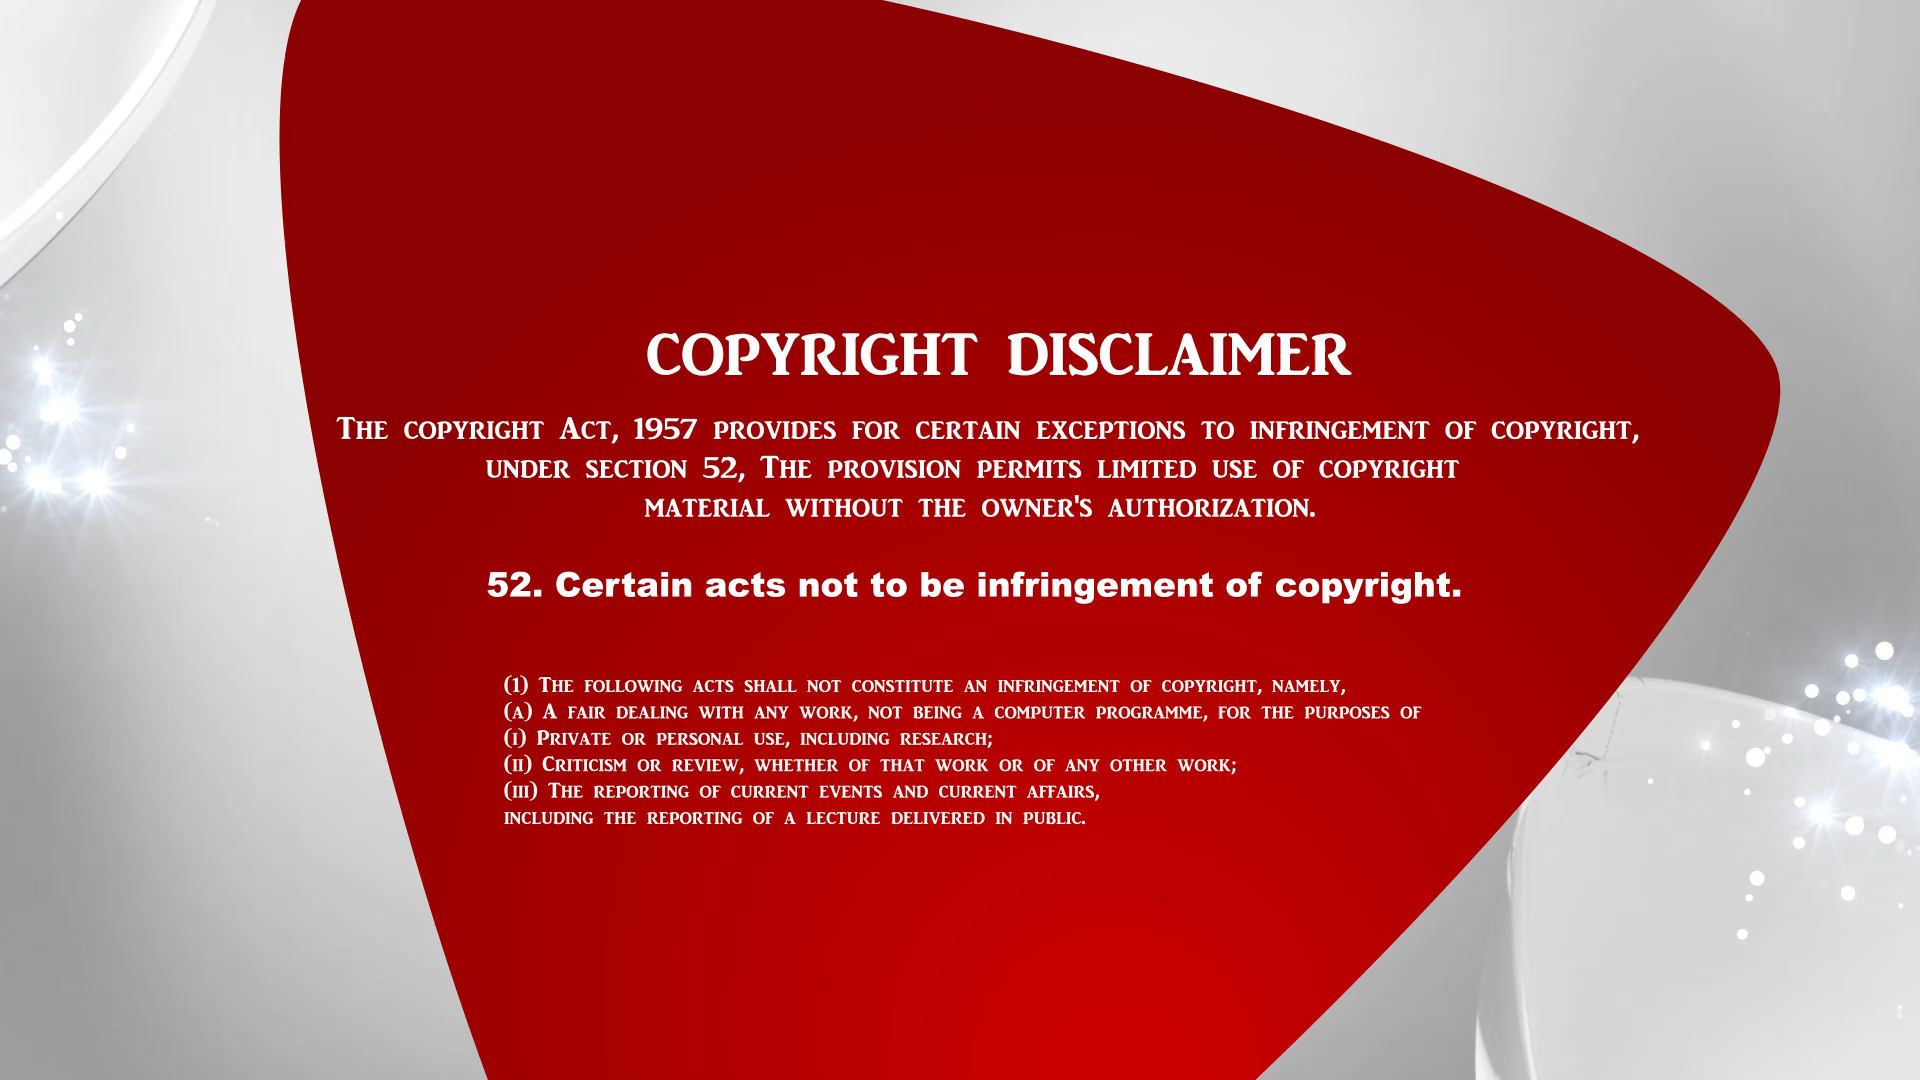 COPYRIGHT DISCLAIMER
The copyright Act, 1957 provides for certain exceptions to infringement of copyright,
under section 52, The provision permits limited use of copyright
material without the owner's authorization.
52. Certain acts not to be infringement of copyright.
(1) The following acts shall not constitute an infringement of copyright, namely,
(a) A fair dealing with any work, not being a computer programme, for the purposes of
(i) Private or personal use, including research;
(ii) Criticism or review, whether of that work or of any other work;
(iii) The reporting of current events and current affairs,
including the reporting of a lecture delivered in public.